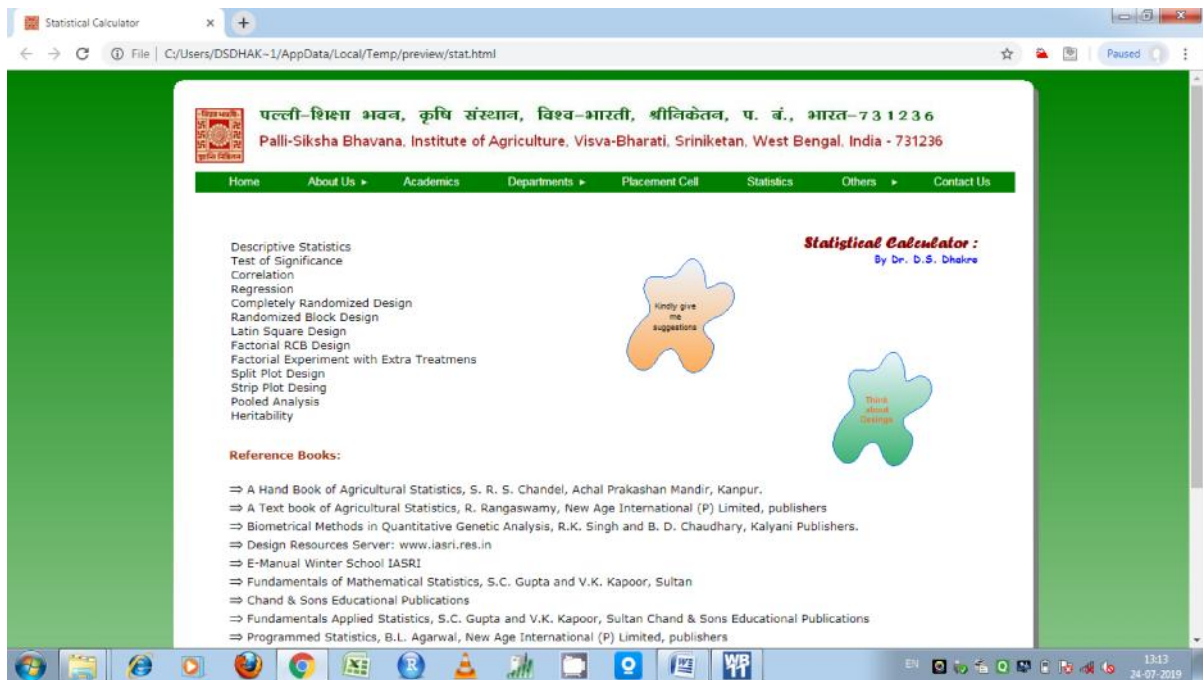 Statistical Calculator
File | C:/Users/DSDHAK~1/AppData/Local/Temp/preview/stat.html
Paused
पल्ली-शिक्षा भवन, कृषि संस्थान, विश्व-भारती, श्रीनिकेतन, प. बं., भारत-731236
Palli-Siksha Bhavana, Institute of Agriculture, Visva-Bharati, Sriniketan, West Bengal, India - 731236
Home About Us ► Academics Departments ► Placement Cell Statistics Others ► Contact Us
Statistical Calculator :
By Dr. D.S. Dhakre
Descriptive Statistics
Test of Significance
Correlation
Regression
Completely Randomized Design
Randomized Block Design
Latin Square Design
Factorial RCB Design
Factorial Experiment with Extra Treatmens
Split Plot Design
Strip Plot Desing
Pooled Analysis
Heritability
Kindly give
me
suggestions
Think
about
Desings
Reference Books:
⇒ A Hand Book of Agricultural Statistics, S. R. S. Chandel, Achal Prakashan Mandir, Kanpur.
⇒ A Text book of Agricultural Statistics, R. Rangaswamy, New Age International (P) Limited, publishers
⇒ Biometrical Methods in Quantitative Genetic Analysis, R.K. Singh and B. D. Chaudhary, Kalyani Publishers.
⇒ Design Resources Server: www.iasri.res.in
⇒ E-Manual Winter School IASRI
⇒ Fundamentals of Mathematical Statistics, S.C. Gupta and V.K. Kapoor, Sultan
⇒ Chand & Sons Educational Publications
⇒ Fundamentals Applied Statistics, S.C. Gupta and V.K. Kapoor, Sultan Chand & Sons Educational Publications
⇒ Programmed Statistics, B.L. Agarwal, New Age International (P) Limited, publishers
EN
13:13
24-07-2019